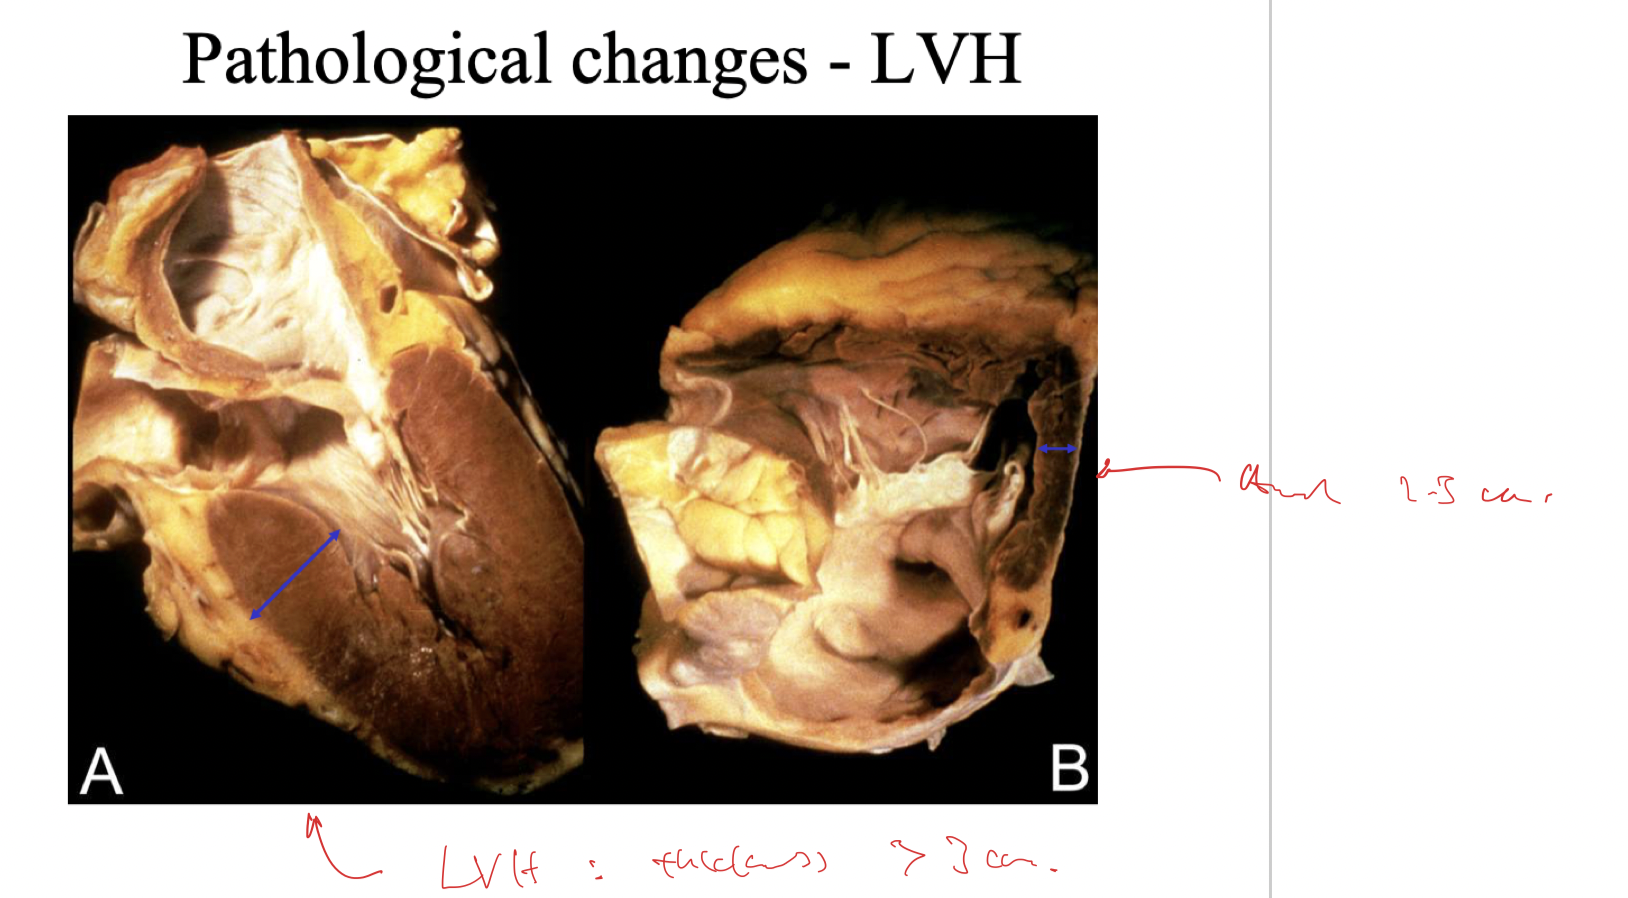 Pathological changes - LVH
2-3 cm.
A
B
LVH : thickness > 3 cm.